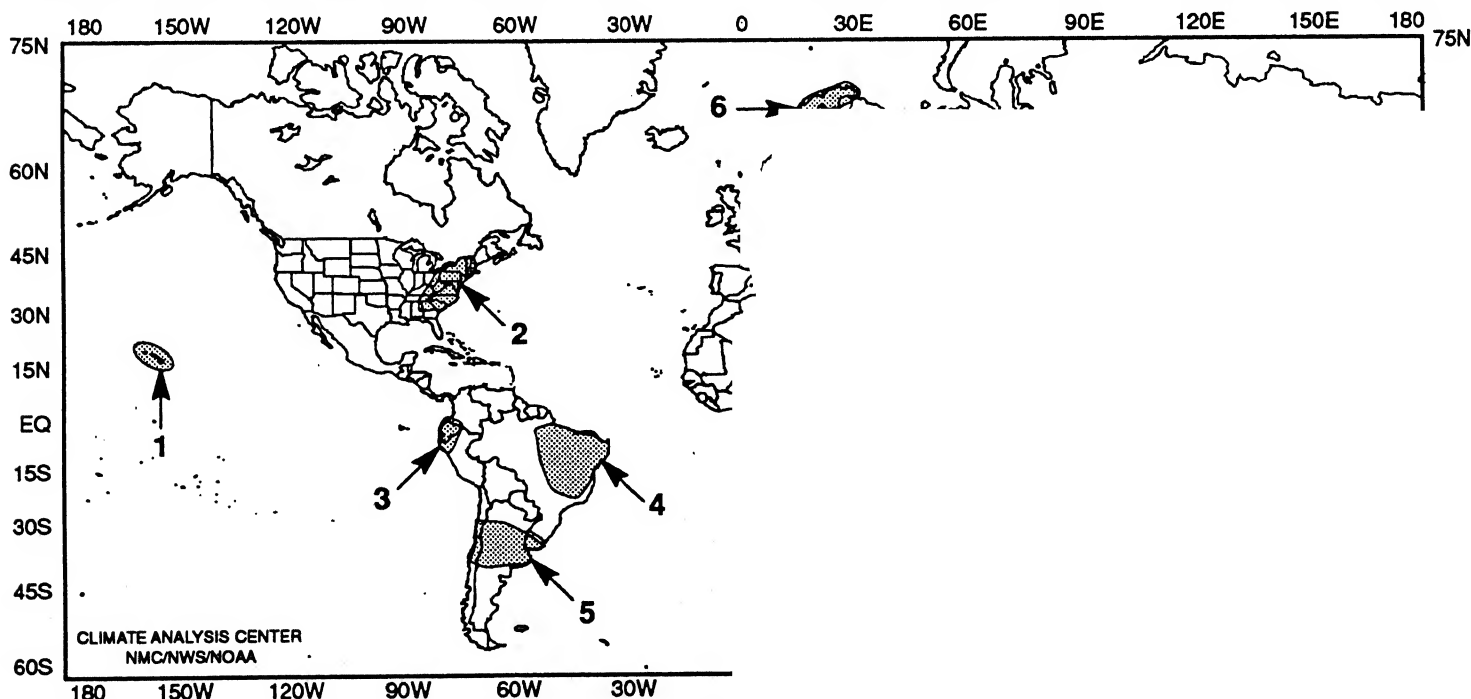 180 150W 120W 90W 60W 30W 0 30E 60E 90E 120E 150E 180
75N 75N
6
60N
45N
2
30N
15N
EQ
1
15S
3 4
30S
45S
5
CLIMATE ANALYSIS CENTER
NMC/NWS/NOAA
60S
180 150W 120W 90W 60W 30W